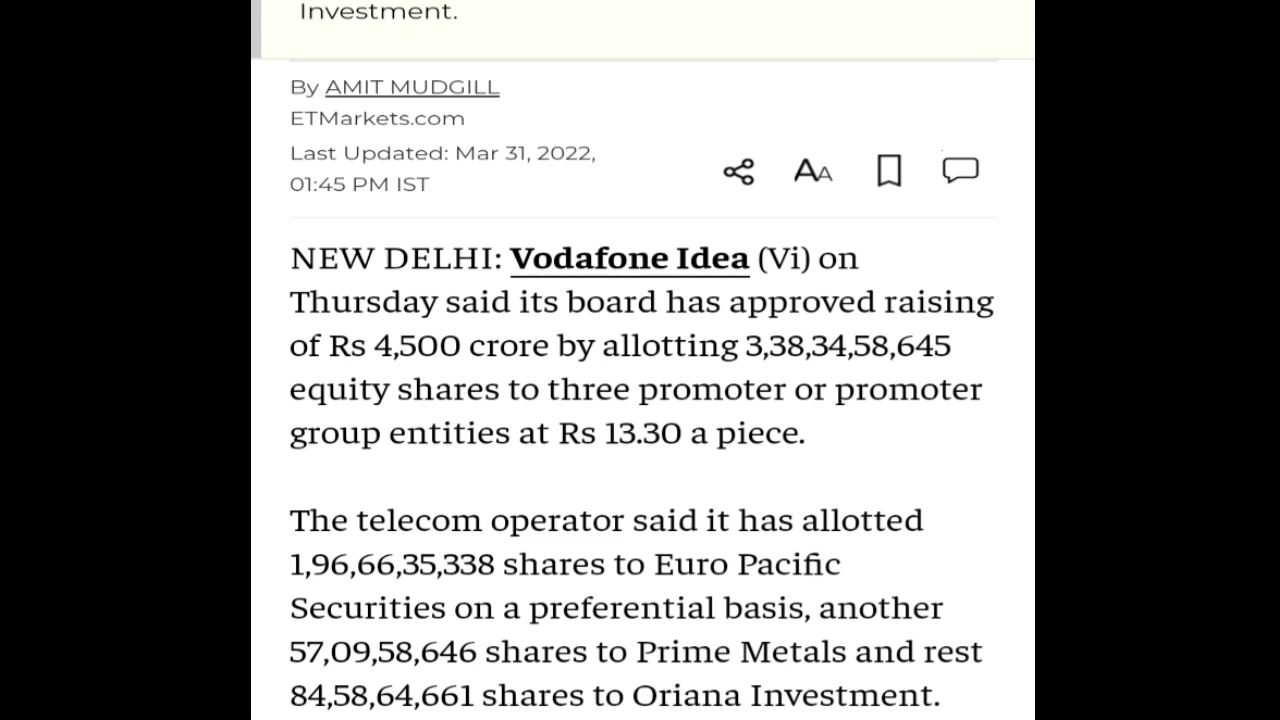 Investment.
By AMIT MUDGILL
ETMarkets.com
Last Updated: Mar 31, 2022,
01:45 PM IST
AA
NEW DELHI: Vodafone Idea (Vi) on
Thursday said its board has approved raising
of Rs 4,500 crore by allotting 3,38,34,58,645
equity shares to three promoter or promoter
group entities at Rs 13.30 a piece.
The telecom operator said it has allotted
1,96,66,35,338 shares to Euro Pacific
Securities on a preferential basis, another
57,09,58,646 shares to Prime Metals and rest
84,58,64,661 shares to Oriana Investment.